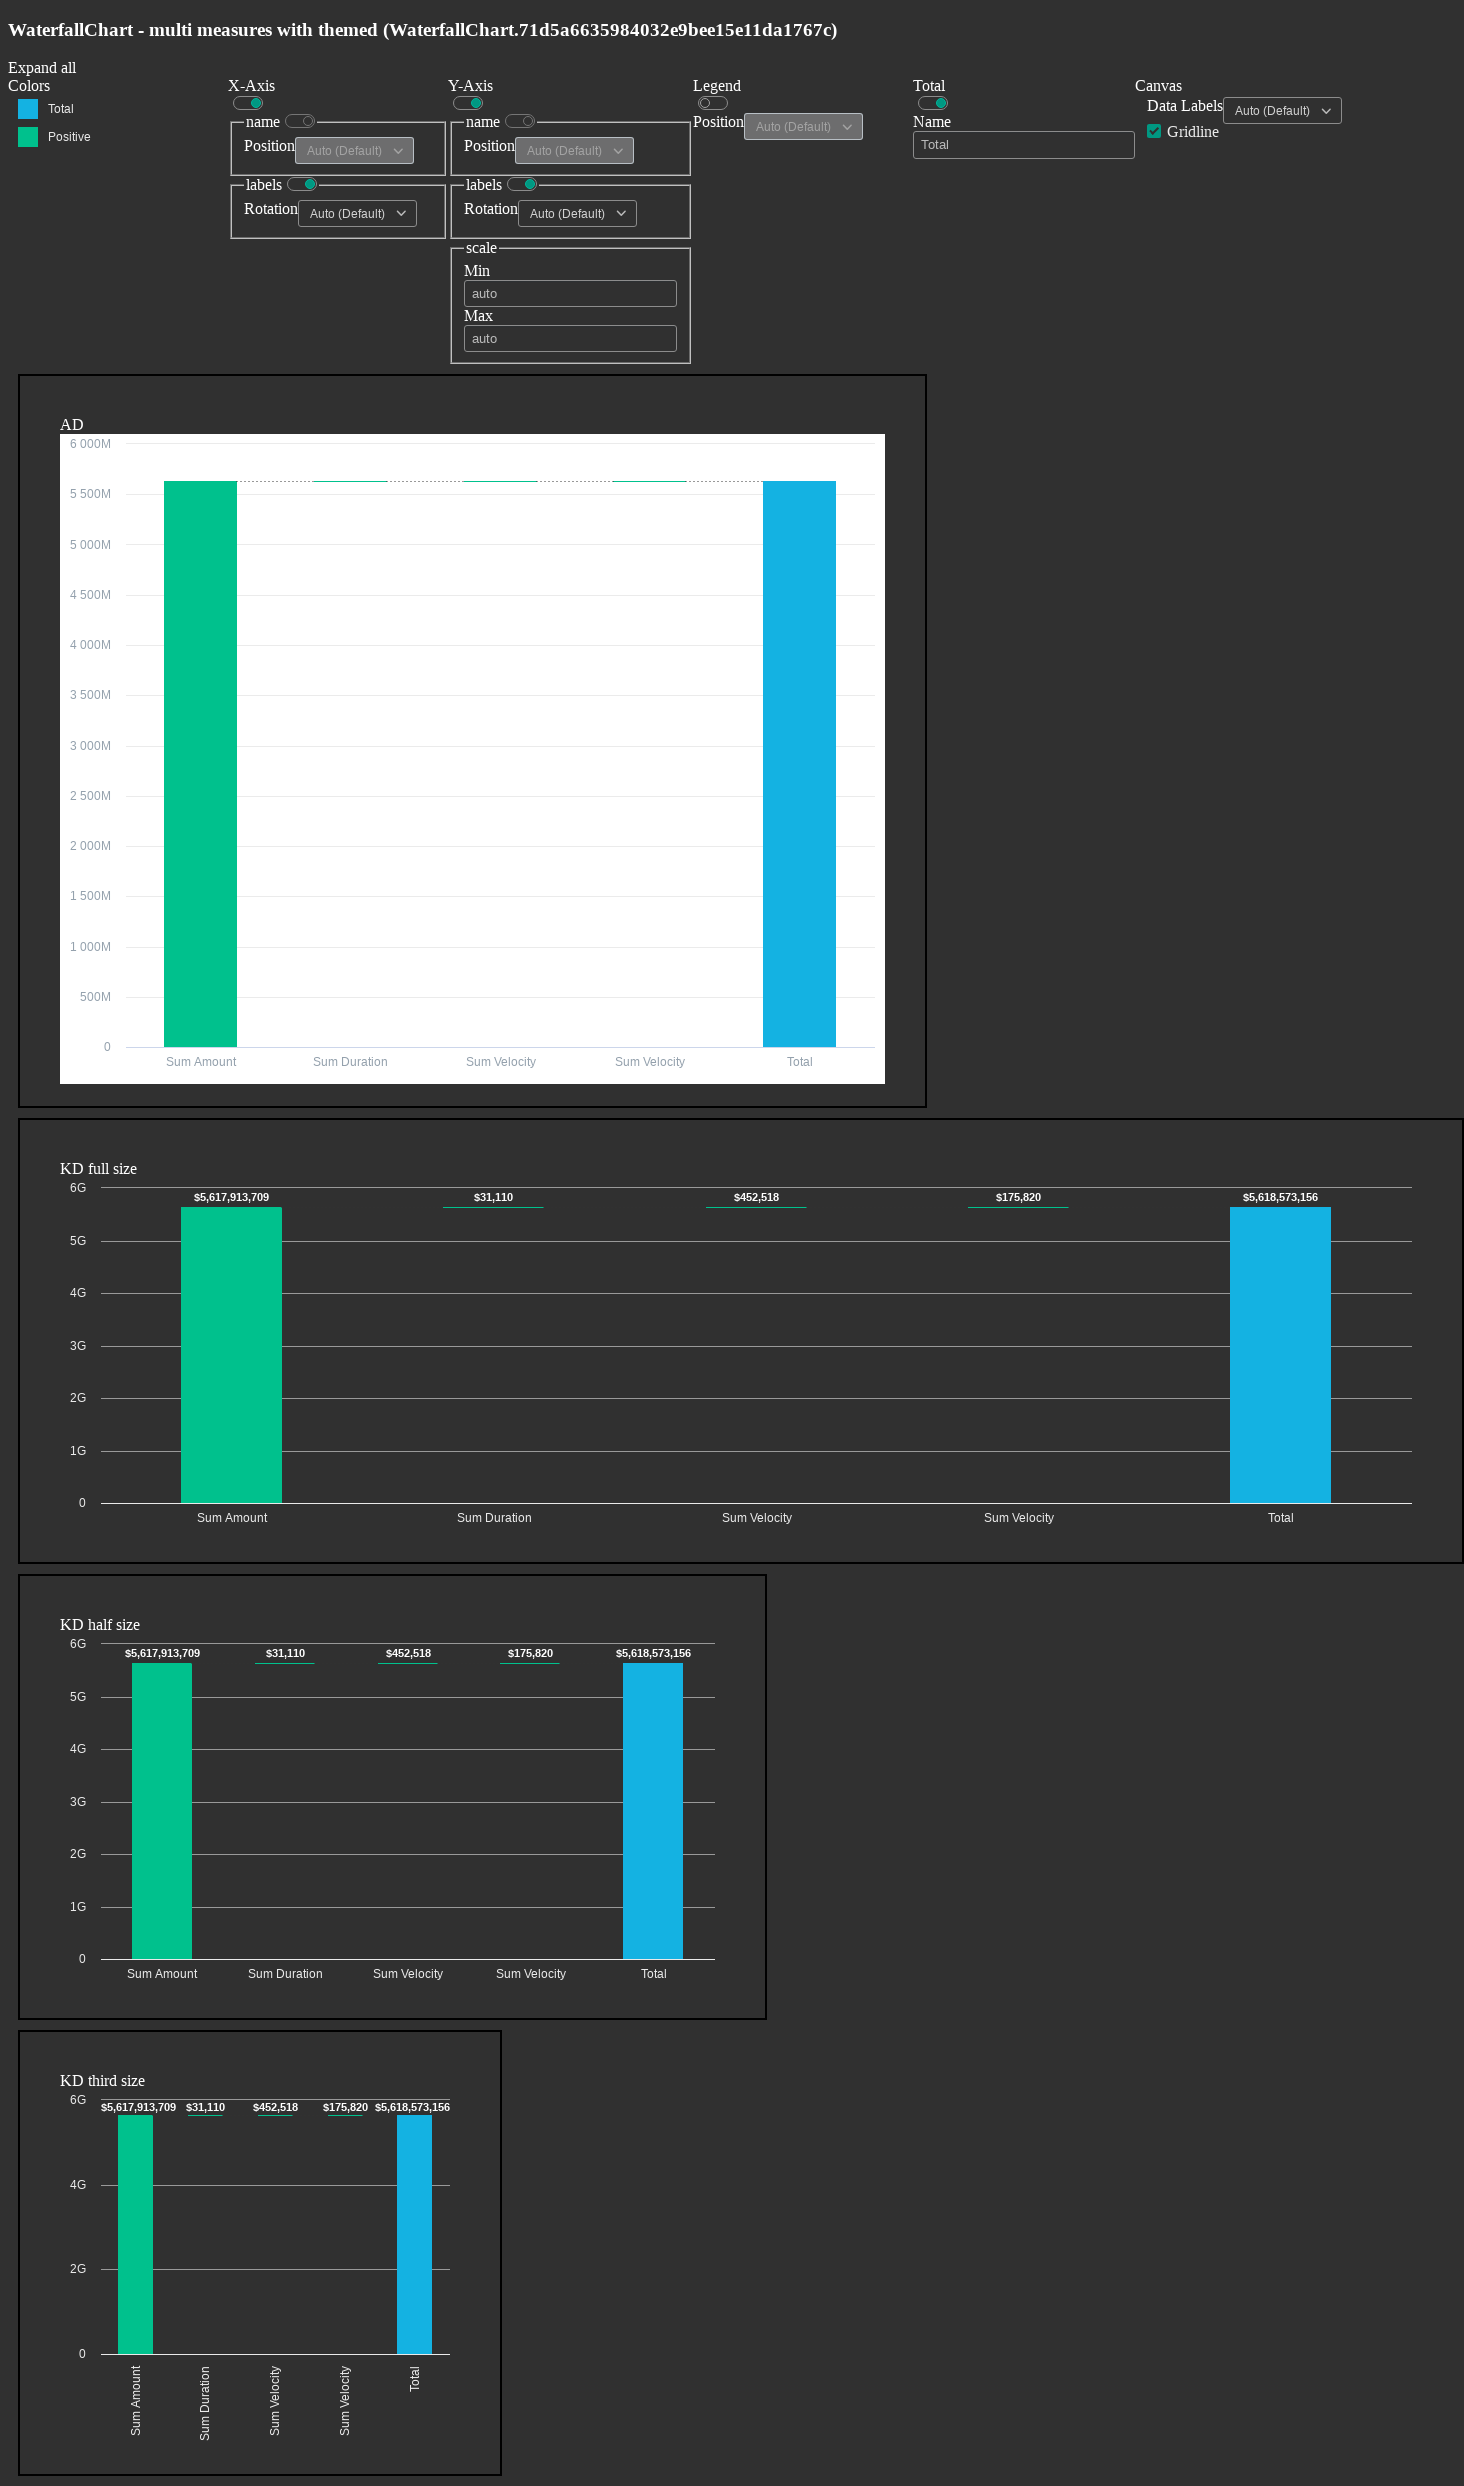 WaterfallChart - multi measures with themed (WaterfallChart.71d5a6635984032e9bee15e11da1767c)
Expand all
Colors
Total
Positive
X-Axis
name
Position Auto (Default)
labels
Rotation Auto (Default)
Y-Axis
name
Position Auto (Default)
labels
Rotation Auto (Default)
scale
Min
auto
Max
auto
Legend
Position Auto (Default)
Total
Name
Total
Canvas
Data Labels Auto (Default)
Gridline
AD
6 000M
5 500M
5 000M
4 500M
4 000M
3 500M
3 000M
2 500M
2 000M
1 500M
1 000M
500M
0
Sum Amount Sum Duration Sum Velocity Sum Velocity Total
KD full size
6G
$5,617,913,709 $31,110 $452,518 $175,820 $5,618,573,156
5G
4G
3G
2G
1G
0
Sum Amount Sum Duration Sum Velocity Sum Velocity Total
KD half size
6G
$5,617,913,709 $31,110 $452,518 $175,820 $5,618,573,156
5G
4G
3G
2G
1G
0
Sum Amount Sum Duration Sum Velocity Sum Velocity Total
KD third size
6G
$5,617,913,709 $31,110 $452,518 $175,820 $5,618,573,156
4G
2G
0
Sum Amount
Sum Duration
Sum Velocity
Sum Velocity
Total